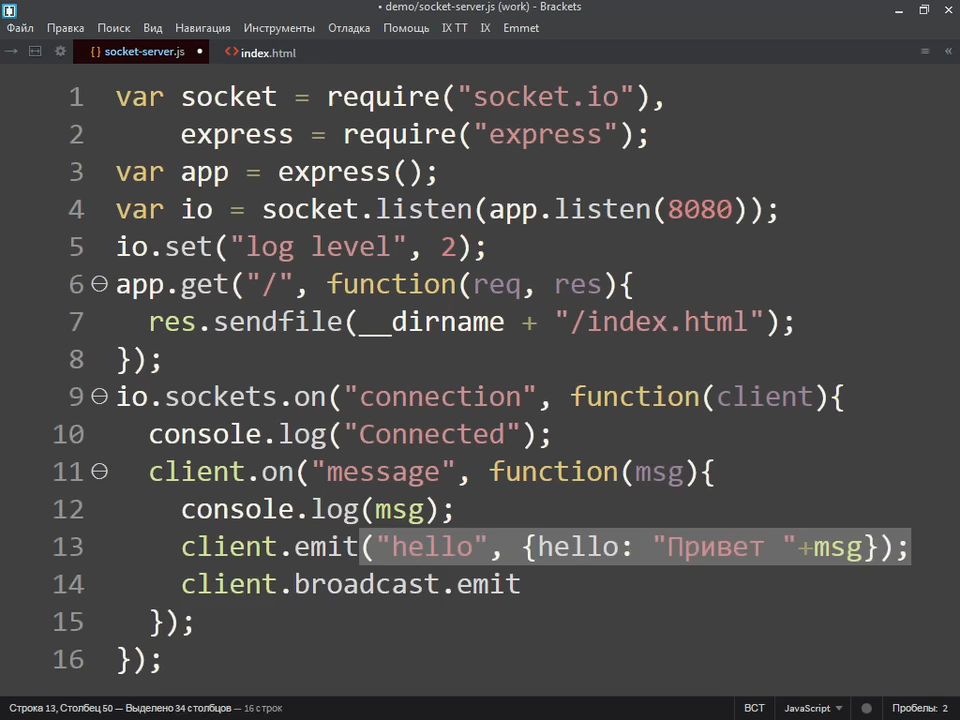 • demo/socket-server.js (work) - Brackets
Файл Правка Поиск Вид Навигация Инструменты Отладка Помощь IX TT IX Emmet
{ } socket-server.js • <> index.html
1 var socket = require("socket.io"),
2 express = require("express");
3 var app = express();
4 var io = socket.listen(app.listen(8080));
5 io.set("log level", 2);
6 app.get("/", function(req, res){
7 res.sendfile(__dirname + "/index.html");
8 });
9 io.sockets.on("connection", function(client){
10 console.log("Connected");
11 client.on("message", function(msg){
12 console.log(msg);
13 client.emit("hello", {hello: "Привет "+msg});
14 client.broadcast.emit
15 });
16 });
Строка 13, Столбец 50 — Выделено 34 столбцов — 16 строк ВСТ JavaScript Пробелы: 2